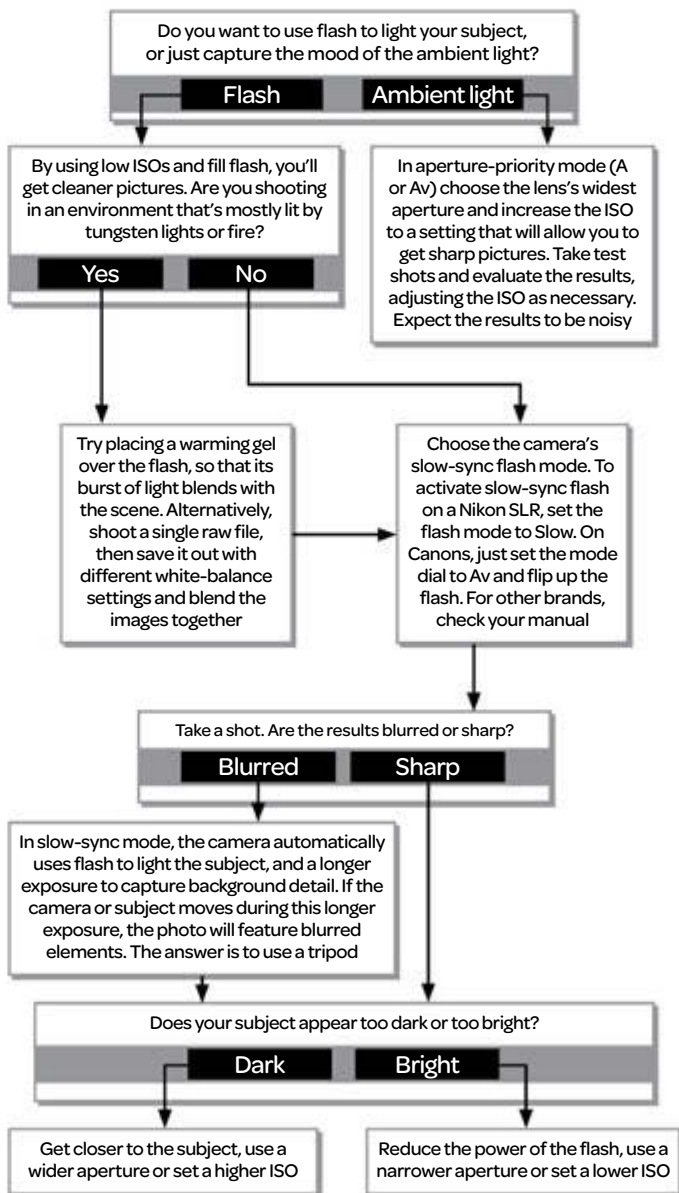 Do you want to use flash to light your subject,
or just capture the mood of the ambient light?
Flash
Ambient light
By using low ISOs and fill flash, you'll
get cleaner pictures. Are you shooting
in an environment that's mostly lit by
tungsten lights or fire?
Yes
No
In aperture-priority mode (A
or Av) choose the lens's widest
aperture and increase the ISO
to a setting that will allow you to
get sharp pictures. Take test
shots and evaluate the results,
adjusting the ISO as necessary.
Expect the results to be noisy
Try placing a warming gel
over the flash, so that its
burst of light blends with
the scene. Alternatively,
shoot a single raw file,
then save it out with
different white-balance
settings and blend the
images together
Choose the camera's
slow-sync flash mode. To
activate slow-sync flash
on a Nikon SLR, set the
flash mode to Slow. On
Canons, just set the mode
dial to Av and flip up the
flash. For other brands,
check your manual
Take a shot. Are the results blurred or sharp?
Blurred
Sharp
In slow-sync mode, the camera automatically
uses flash to light the subject, and a longer
exposure to capture background detail. If the
camera or subject moves during this longer
exposure, the photo will feature blurred
elements. The answer is to use a tripod
Does your subject appear too dark or too bright?
Dark
Bright
Get closer to the subject, use a
wider aperture or set a higher ISO
Reduce the power of the flash, use a
narrower aperture or set a lower ISO